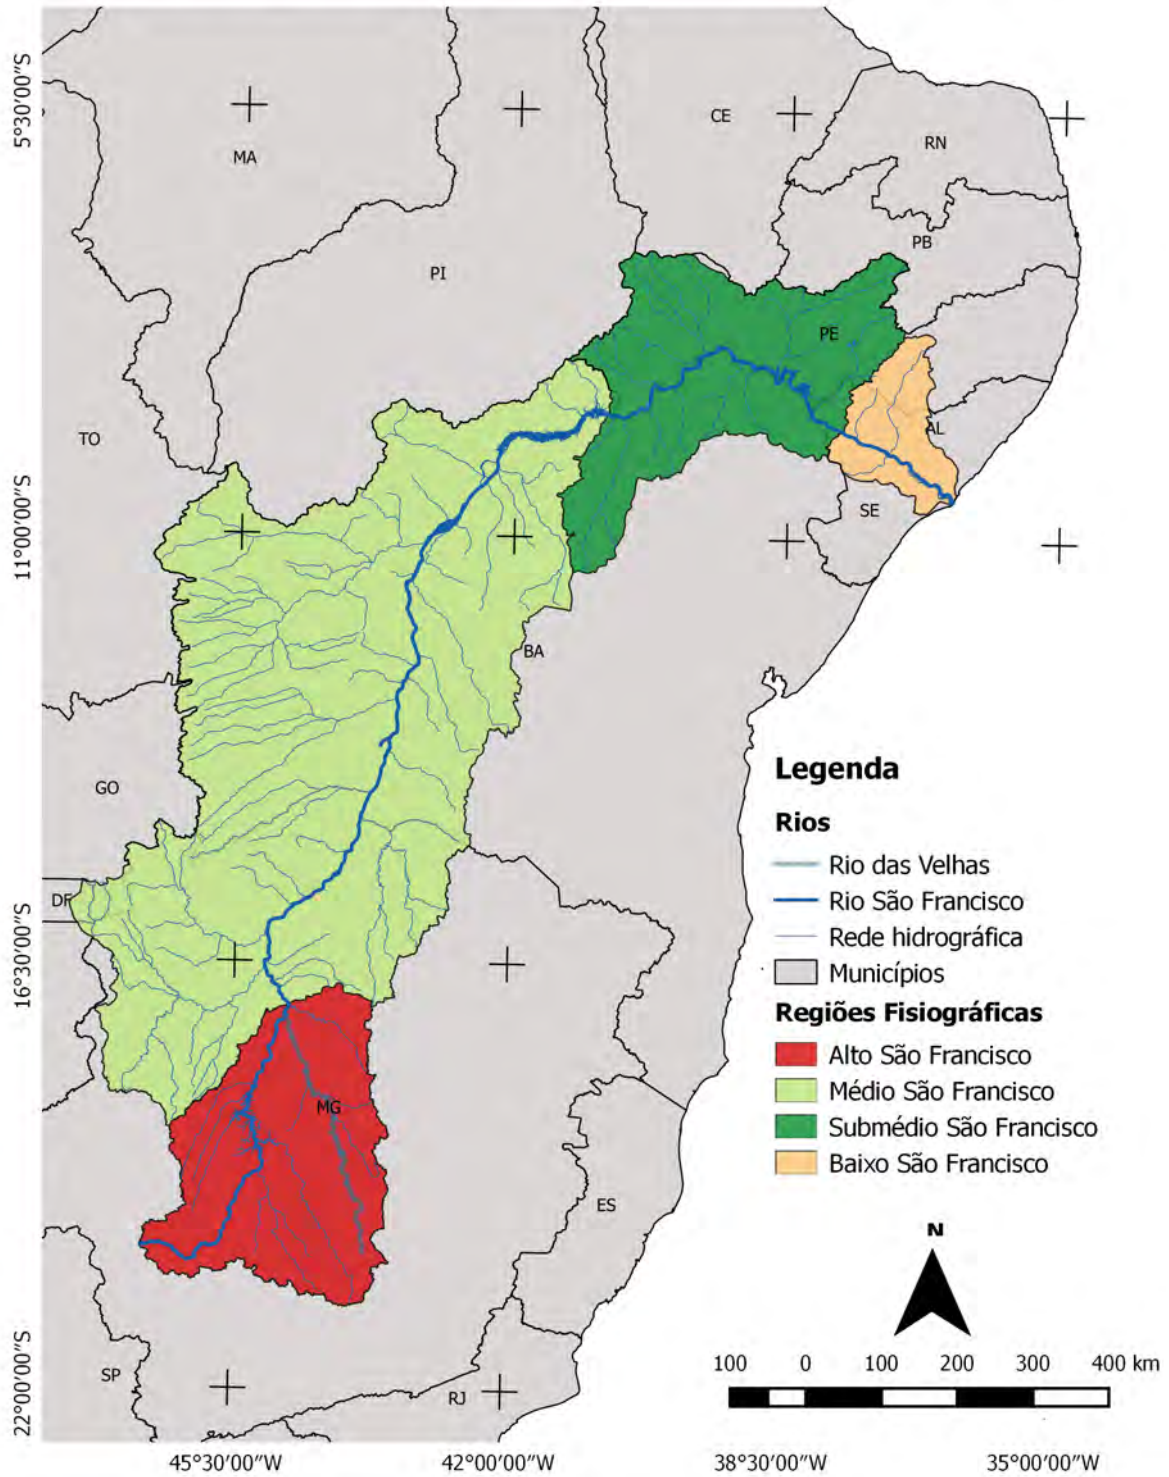 5°30'00"S
11°00'00"S
16°30'00"S
22°00'00"S
MA
CE
RN
PB
PI
PE
TO
AL
SE
BA
GO
DF
MG
ES
SP
RJ
Legenda
Rios
Rio das Velhas
Rio São Francisco
Rede hidrográfica
Municípios
Regiões Fisiográficas
Alto São Francisco
Médio São Francisco
Submédio São Francisco
Baixo São Francisco
N
100 0 100 200 300 400 km
45°30'00"W 42°00'00"W 38°30'00"W 35°00'00"W